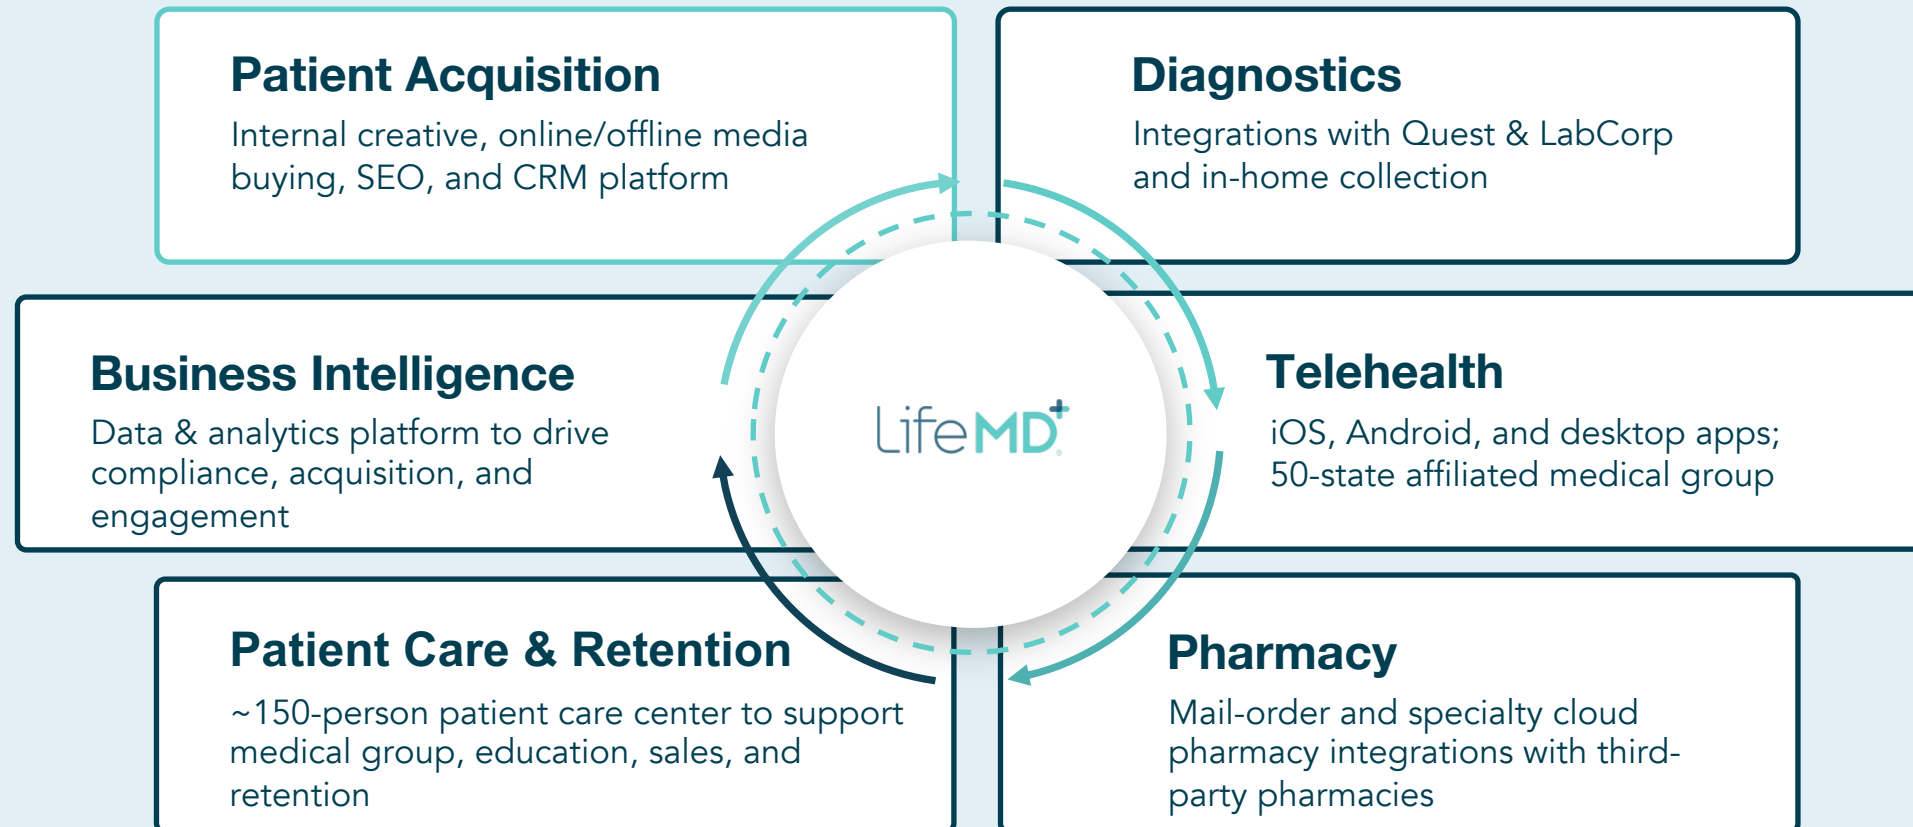 Patient Acquisition
Internal creative, online/offline media
buying, SEO, and CRM platform
Diagnostics
Integrations with Quest & LabCorp
and in-home collection
Business Intelligence
Data & analytics platform to drive
compliance, acquisition, and
engagement
LifeMD+
Telehealth
iOS, Android, and desktop apps;
50-state affiliated medical group
Patient Care & Retention
~150-person patient care center to support
medical group, education, sales, and
retention
Pharmacy
Mail-order and specialty cloud
pharmacy integrations with third-
party pharmacies